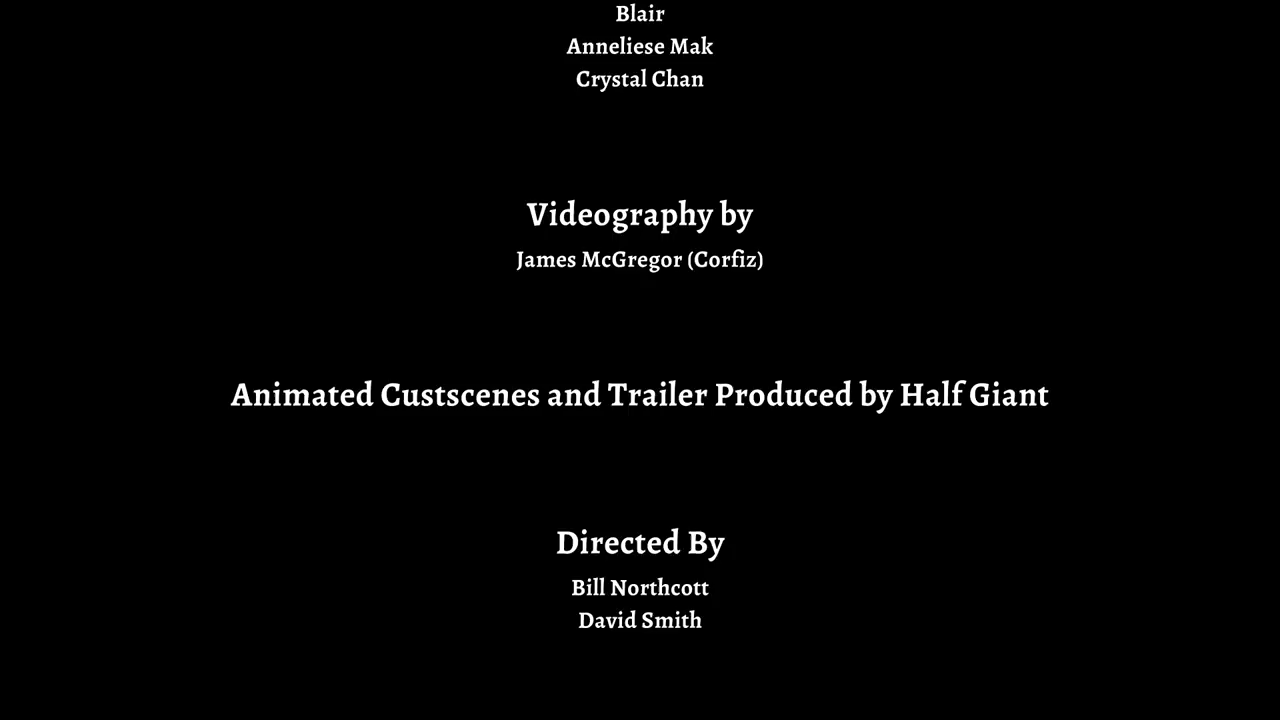 Blair
Anneliese Mak
Crystal Chan
Videography by
James McGregor (Corfiz)
Animated Custscenes and Trailer Produced by Half Giant
Directed By
Bill Northcott
David Smith